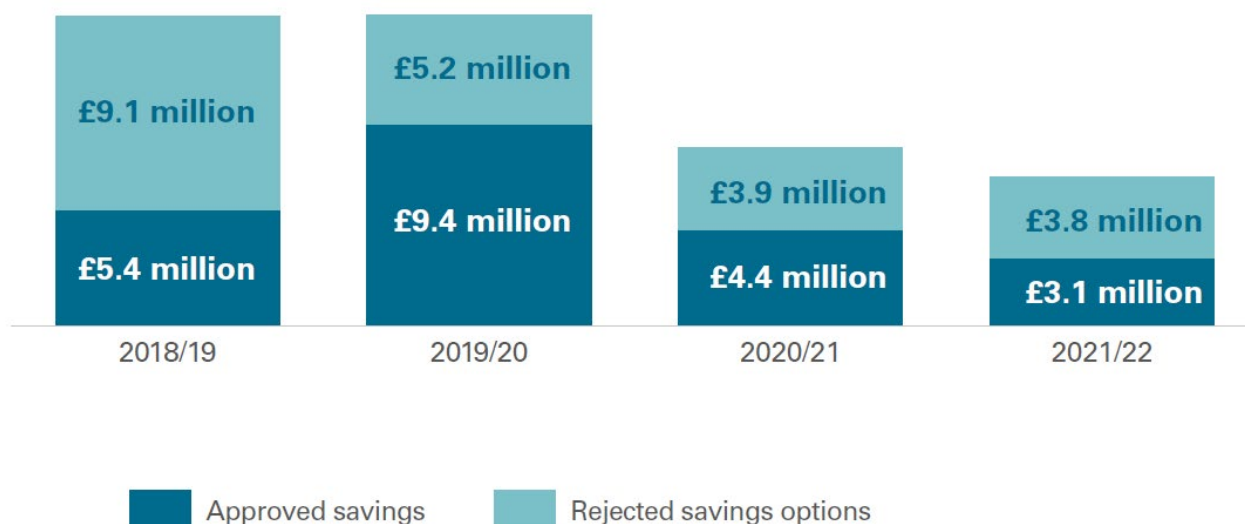 £9.1 million
£5.4 million
£5.2 million
£9.4 million
£3.9 million
£4.4 million
£3.8 million
£3.1 million
2018/19
2019/20
2020/21
2021/22
Approved savings
Rejected savings options